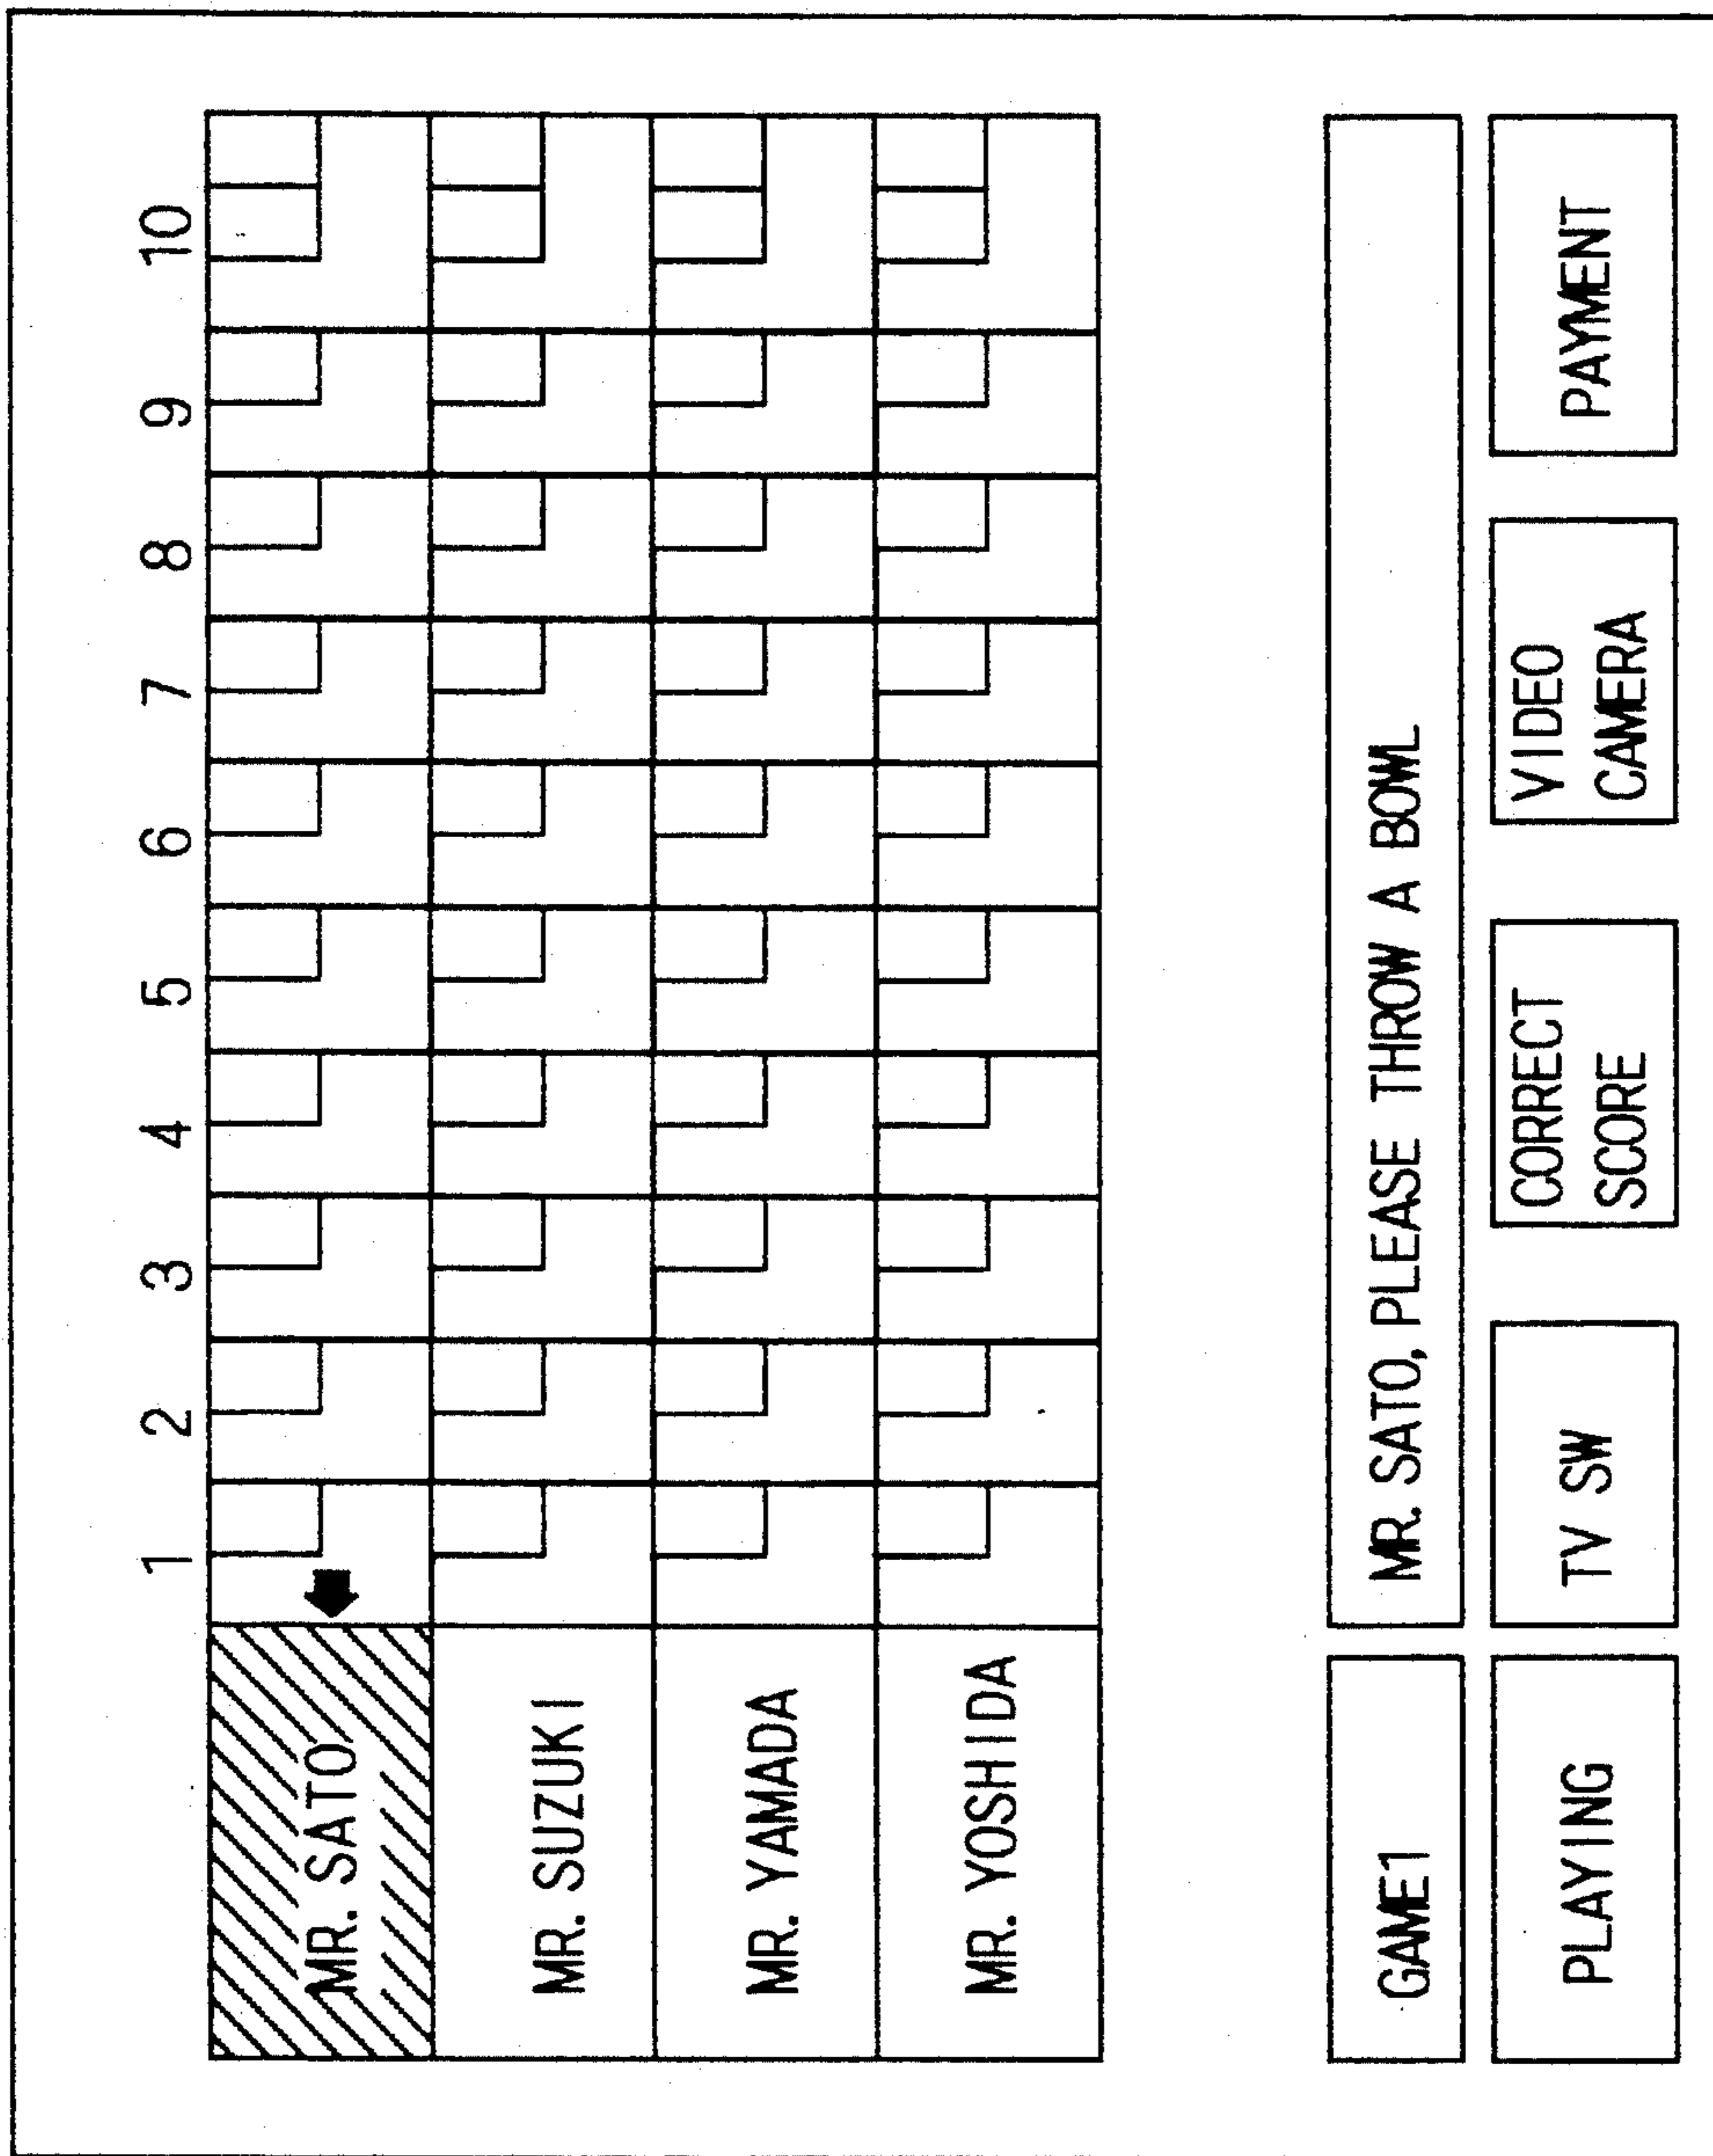 1 2 3 4 5 6 7 8 9 10
MR. SATO
MR. SUZUKI
MR. YAMADA
MR. YOSHIDA
GAME1
MR. SATO, PLEASE THROW A BOWL
PLAYING
TV SW
CORRECT
SCORE
VIDEO
CAMERA
PAYMENT